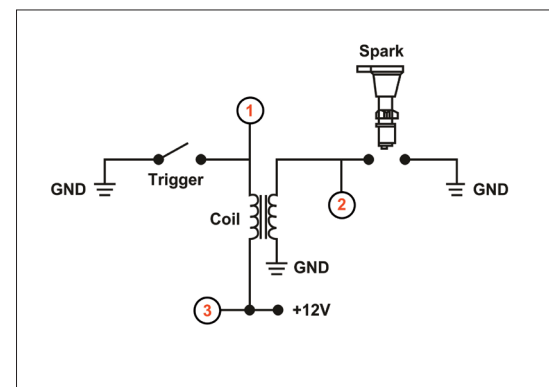 Spark
1
GND
Trigger
GND
2
Coil
GND
3
+12V